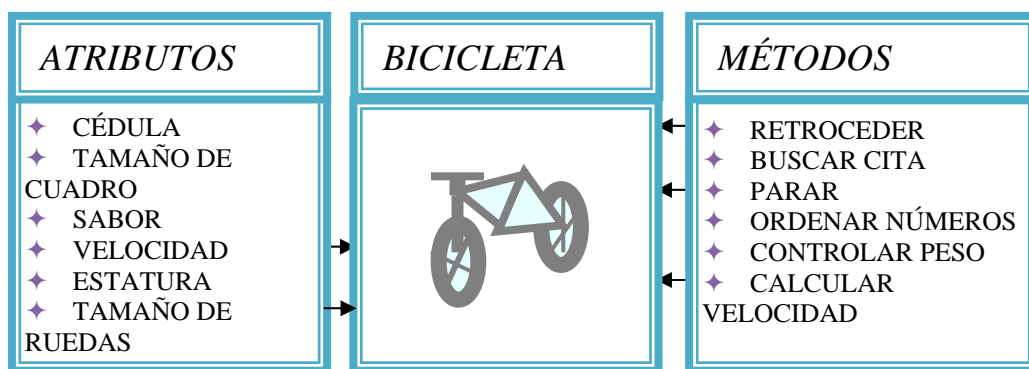 ATRIBUTOS
✦ CÉDULA
✦ TAMAÑO DE
CUADRO
✦ SABOR
✦ VELOCIDAD
✦ ESTATURA
✦ TAMAÑO DE
RUEDAS
BICICLETA
MÉTODOS
✦ RETROCEDER
✦ BUSCAR CITA
✦ PARAR
✦ ORDENAR NÚMEROS
✦ CONTROLAR PESO
✦ CALCULAR
VELOCIDAD